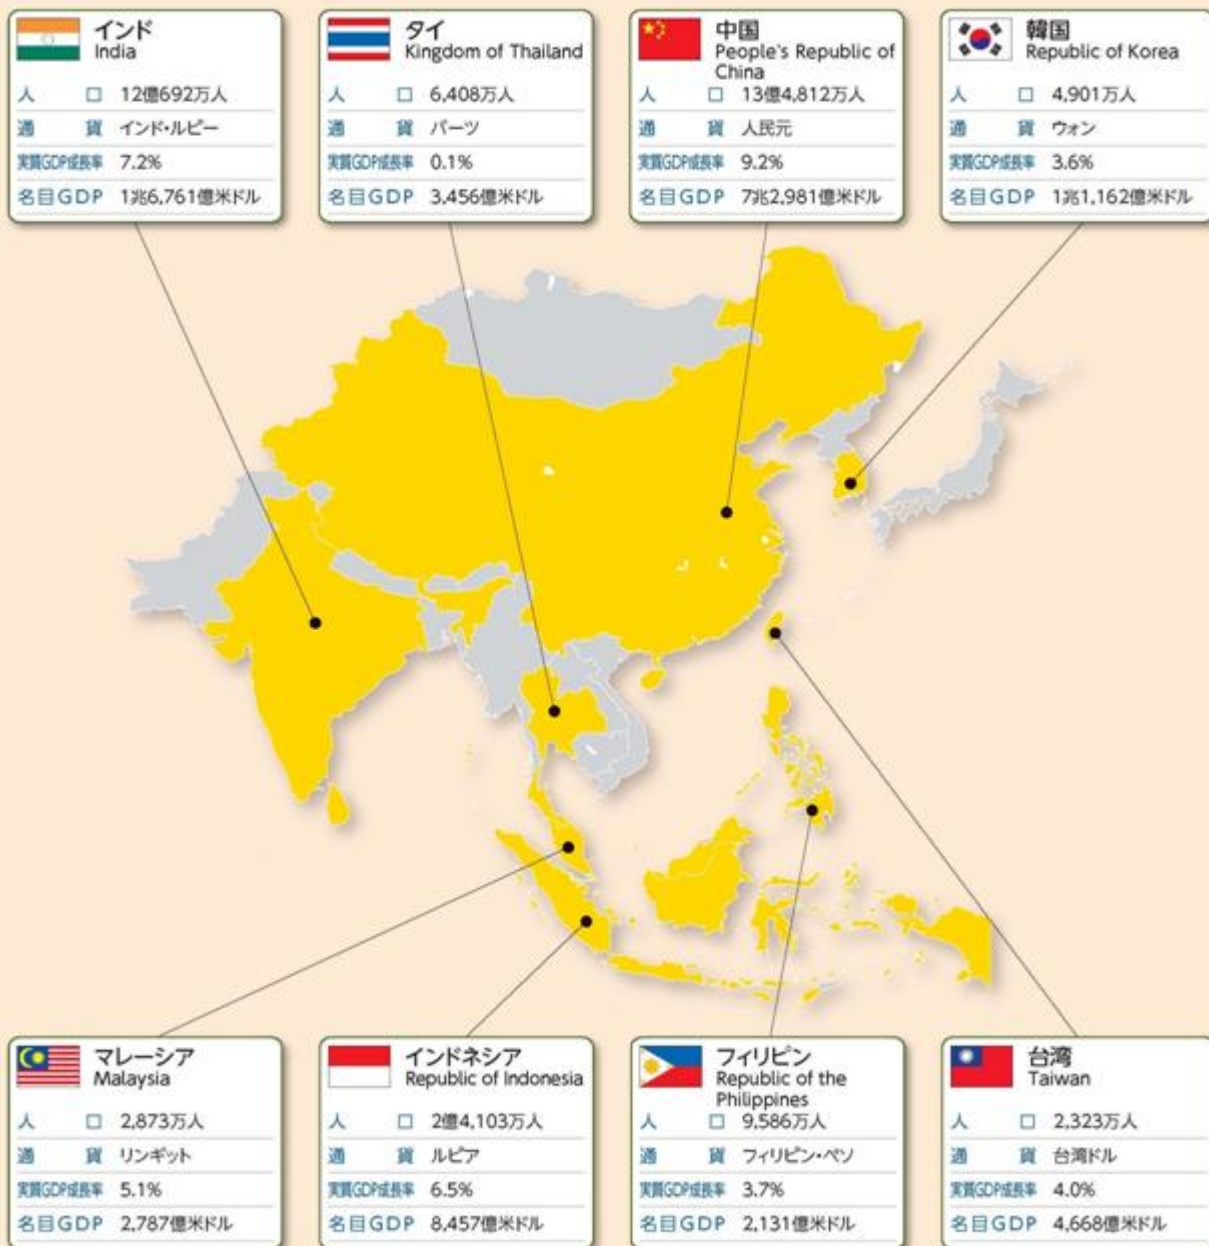 インド
India
人 口 12億692万人
通 貨 インド・ルピー
実質GDP成長率 7.2%
名目GDP 1兆6,761億米ドル
タイ
Kingdom of Thailand
人 口 6,408万人
通 貨 バーツ
実質GDP成長率 0.1%
名目GDP 3,456億米ドル
中国
People's Republic of
China
人 口 13億4,812万人
通 貨 人民元
実質GDP成長率 9.2%
名目GDP 7兆2,981億米ドル
韓国
Republic of Korea
人 口 4,901万人
通 貨 ウォン
実質GDP成長率 3.6%
名目GDP 1兆1,162億米ドル
マレーシア
Malaysia
人 口 2,873万人
通 貨 リンギット
実質GDP成長率 5.1%
名目GDP 2,787億米ドル
インドネシア
Republic of Indonesia
人 口 2億4,103万人
通 貨 ルピア
実質GDP成長率 6.5%
名目GDP 8,457億米ドル
フィリピン
Republic of the
Philippines
人 口 9,586万人
通 貨 フィリピン・ペソ
実質GDP成長率 3.7%
名目GDP 2,131億米ドル
台湾
Taiwan
人 口 2,323万人
通 貨 台湾ドル
実質GDP成長率 4.0%
名目GDP 4,668億米ドル